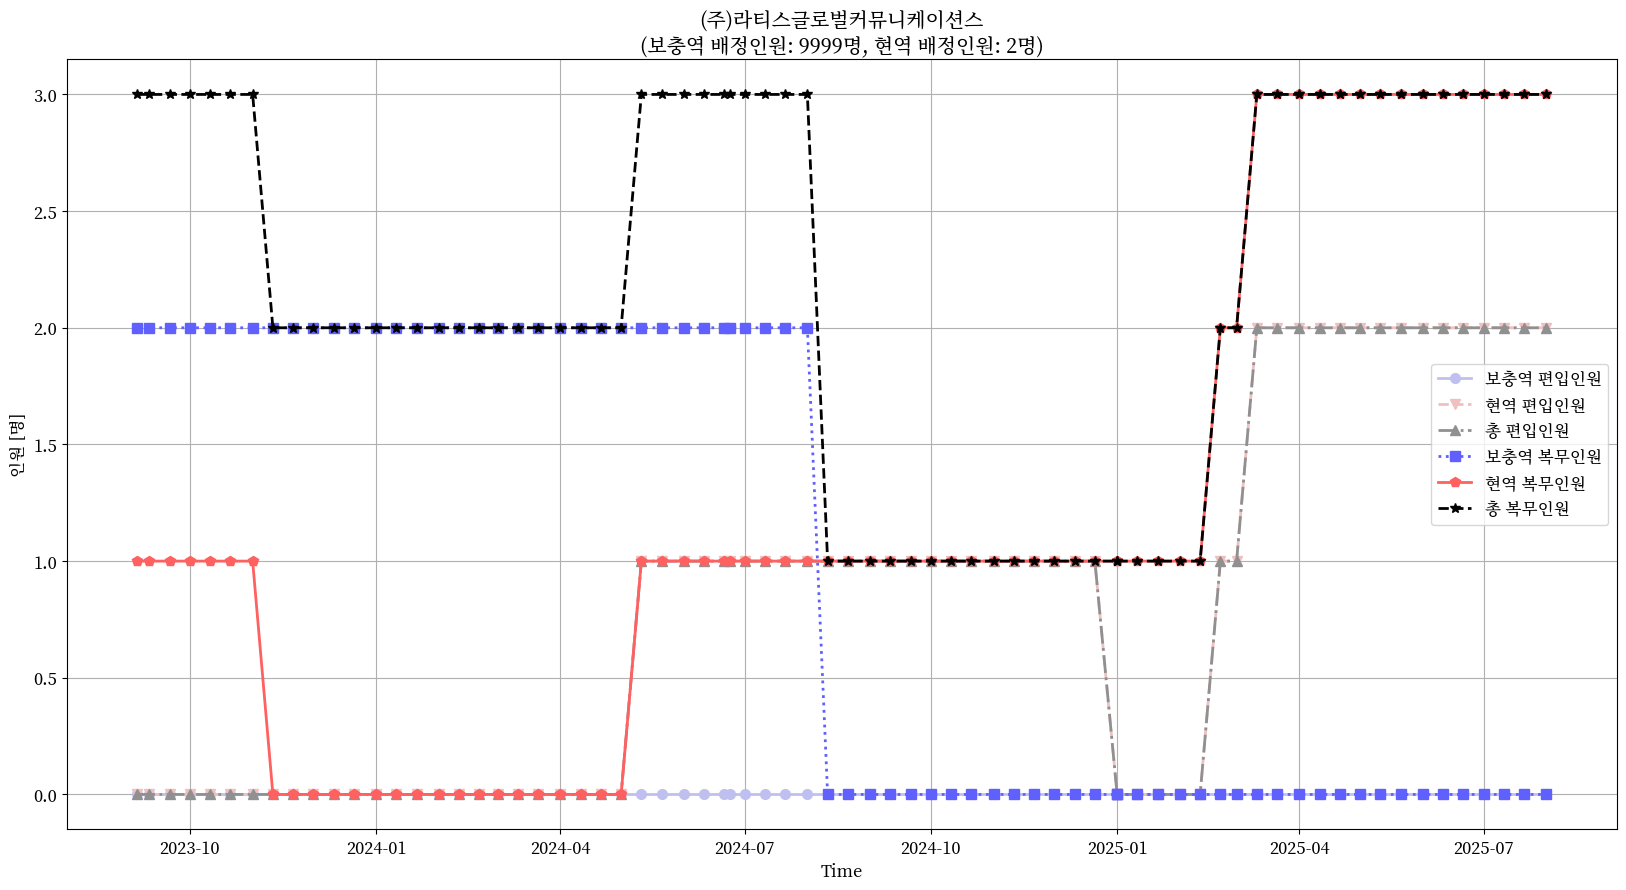 (주)라티스글로벌커뮤니케이션스
(보충역 배정인원: 9999명, 현역 배정인원: 2명)
3.0
2.5
2.0
1.5
1.0
0.5
0.0
인원 [명]
보충역 편입인원
현역 편입인원
총 편입인원
보충역 복무인원
현역 복무인원
총 복무인원
2023-10
2024-01
2024-04
2024-07
2024-10
2025-01
2025-04
2025-07
Time